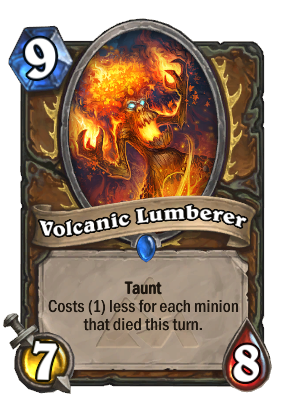 9
Volcanic Lumberer
Taunt
Costs (1) less for each minion
that died this turn.
7
8